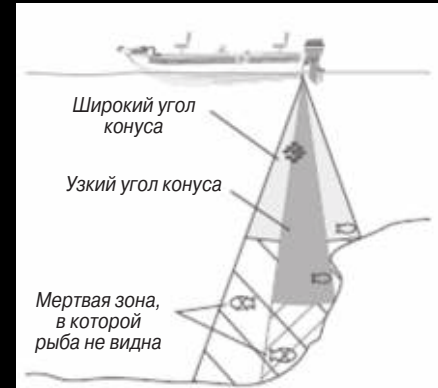 Широкий угол
конуса
Узкий угол конуса
Мертвая зона,
в которой
рыба не видна